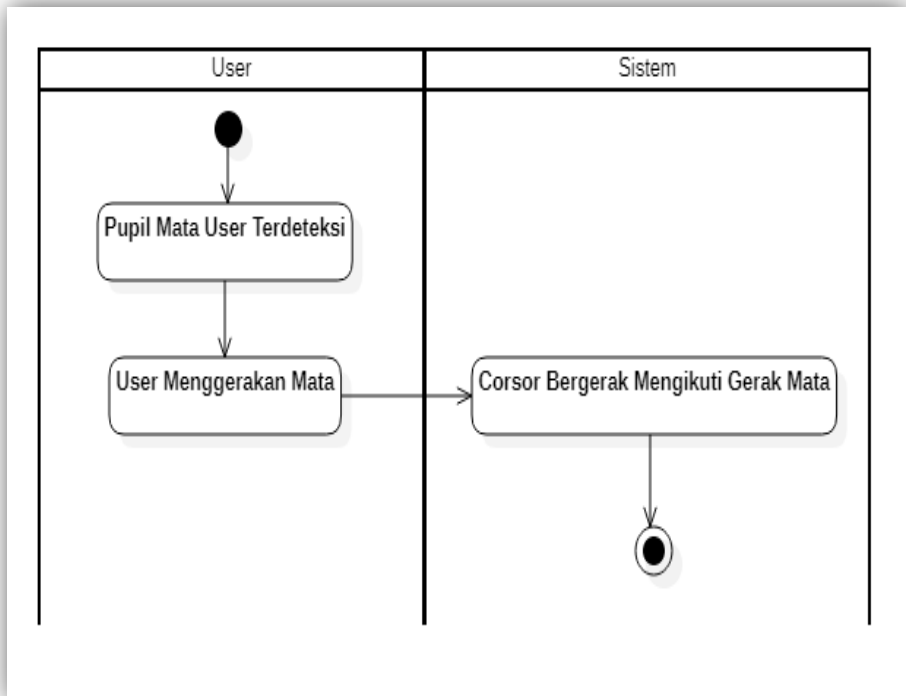 User
Sistem
Pupil Mata User Terdeteksi
User Menggerakan Mata
Corsor Bergerak Mengikuti Gerak Mata